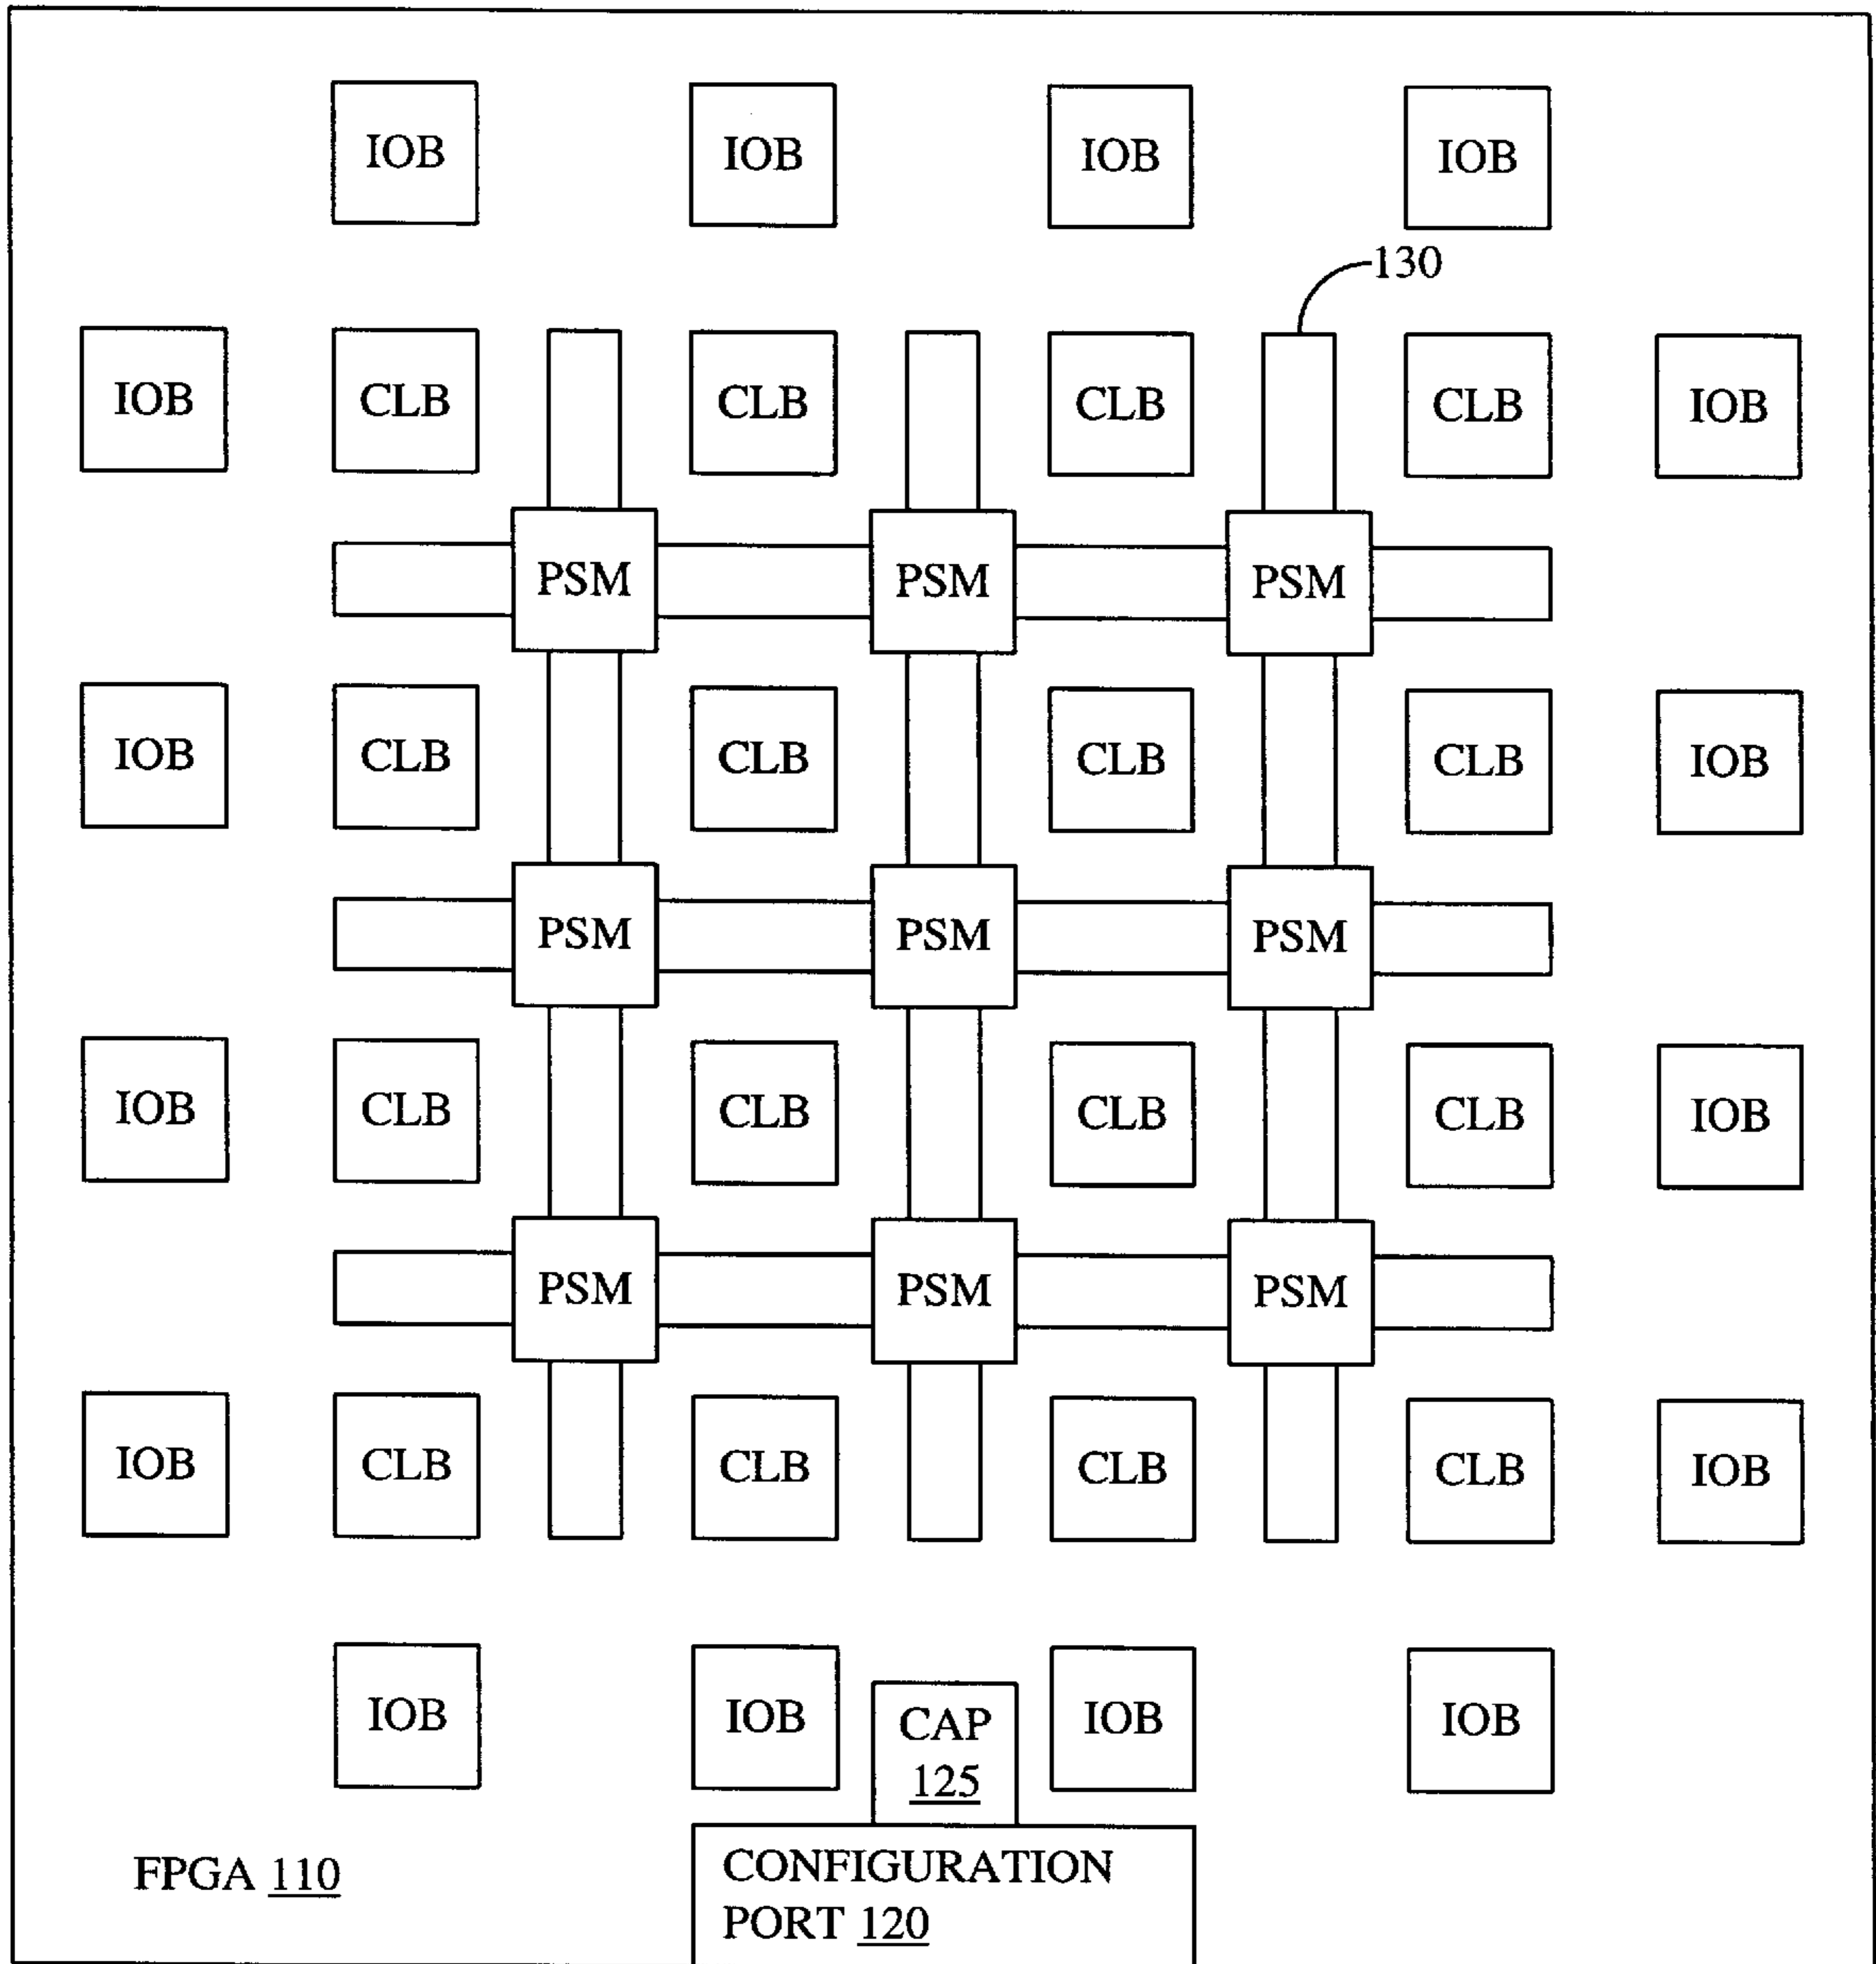 IOB IOB IOB IOB
130
IOB CLB CLB CLB CLB IOB
PSM PSM PSM
IOB CLB CLB CLB CLB IOB
PSM PSM PSM
IOB CLB CLB CLB CLB IOB
PSM PSM PSM
IOB CLB CLB CLB CLB IOB
IOB IOB CAP IOB IOB
125
FPGA 110
CONFIGURATION
PORT 120